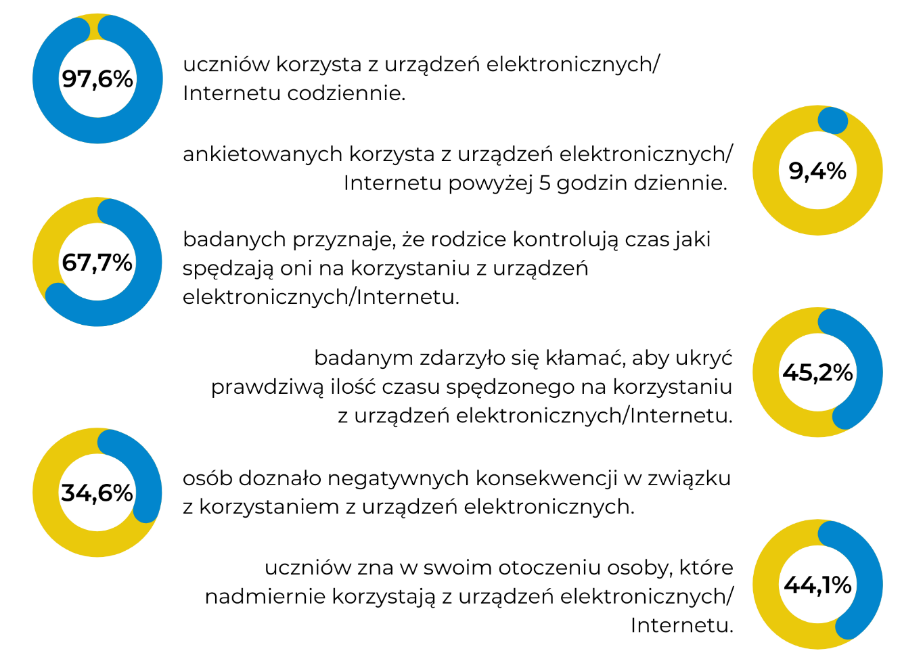 97,6%
uczniów korzysta z urządzeń elektronicznych/
Internetu codziennie.
ankietowanych korzysta z urządzeń elektronicznych/
Internetu powyżej 5 godzin dziennie.
9,4%
67,7%
badanych przyznaje, że rodzice kontrolują czas jaki
spędzają oni na korzystaniu z urządzeń
elektronicznych/Internetu.
badanym zdarzyło się kłamać, aby ukryć
prawdziwą ilość czasu spędzonego na korzystaniu
z urządzeń elektronicznych/Internetu.
45,2%
34,6%
osób doznało negatywnych konsekwencji w związku
z korzystaniem z urządzeń elektronicznych.
uczniów zna w swoim otoczeniu osoby, które
nadmiernie korzystają z urządzeń elektronicznych/
Internetu.
44,1%